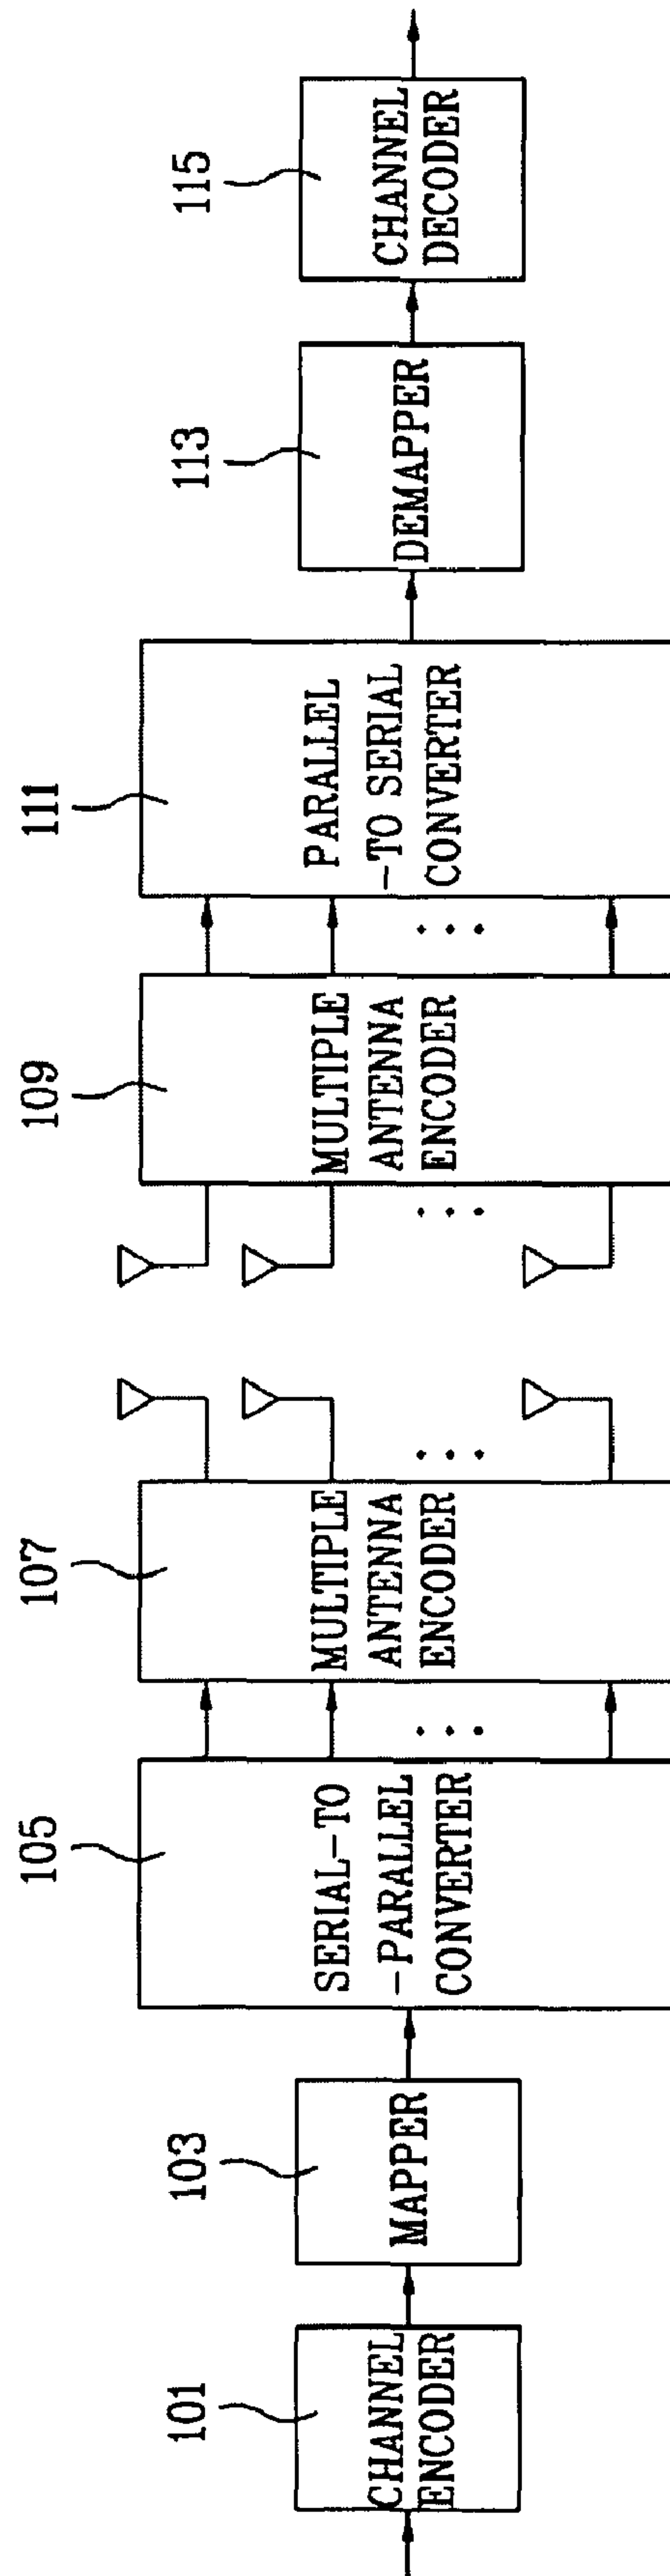 101
CHANNEL
ENCODER
103
MAPPER
105
SERIAL-TO
-PARALLEL
CONVERTER
107
MULTIPLE
ANTENNA
ENCODER
109
MULTIPLE
ANTENNA
ENCODER
111
PARALLEL
-TO SERIAL
CONVERTER
113
DEMAPPER
115
CHANNEL
DECODER